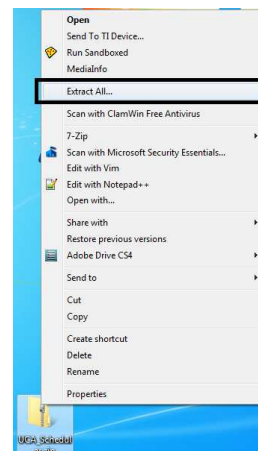 Open
Send To TI Device...
Run Sandboxed
MediaInfo
Extract All...
Scan with ClamWin Free Antivirus
7-Zip
Scan with Microsoft Security Essentials...
Edit with Vim
Edit with Notepad++
Open with...
Share with
Restore previous versions
Adobe Drive CS4
Send to
Cut
Copy
Create shortcut
Delete
Rename
Properties
UCA_Schedul